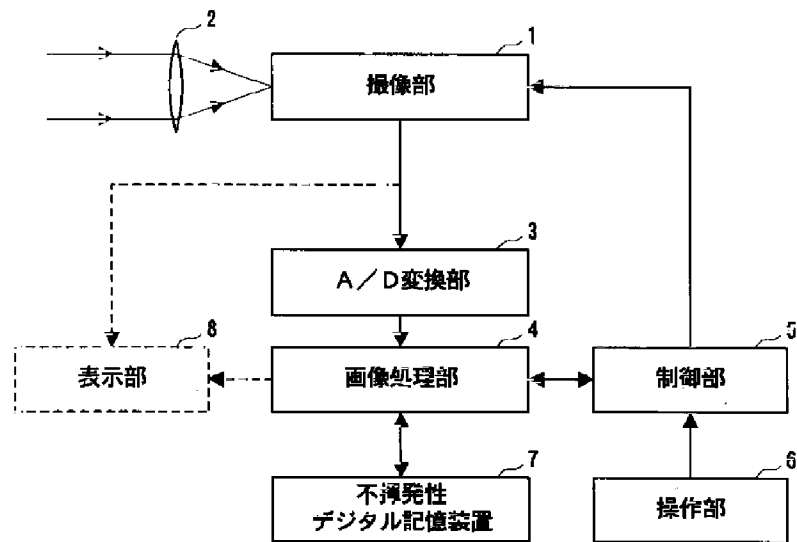 2
1
撮像部
3
A/D変換部
8
表示部
4
画像処理部
5
制御部
7
不揮発性
デジタル記憶装置
6
操作部